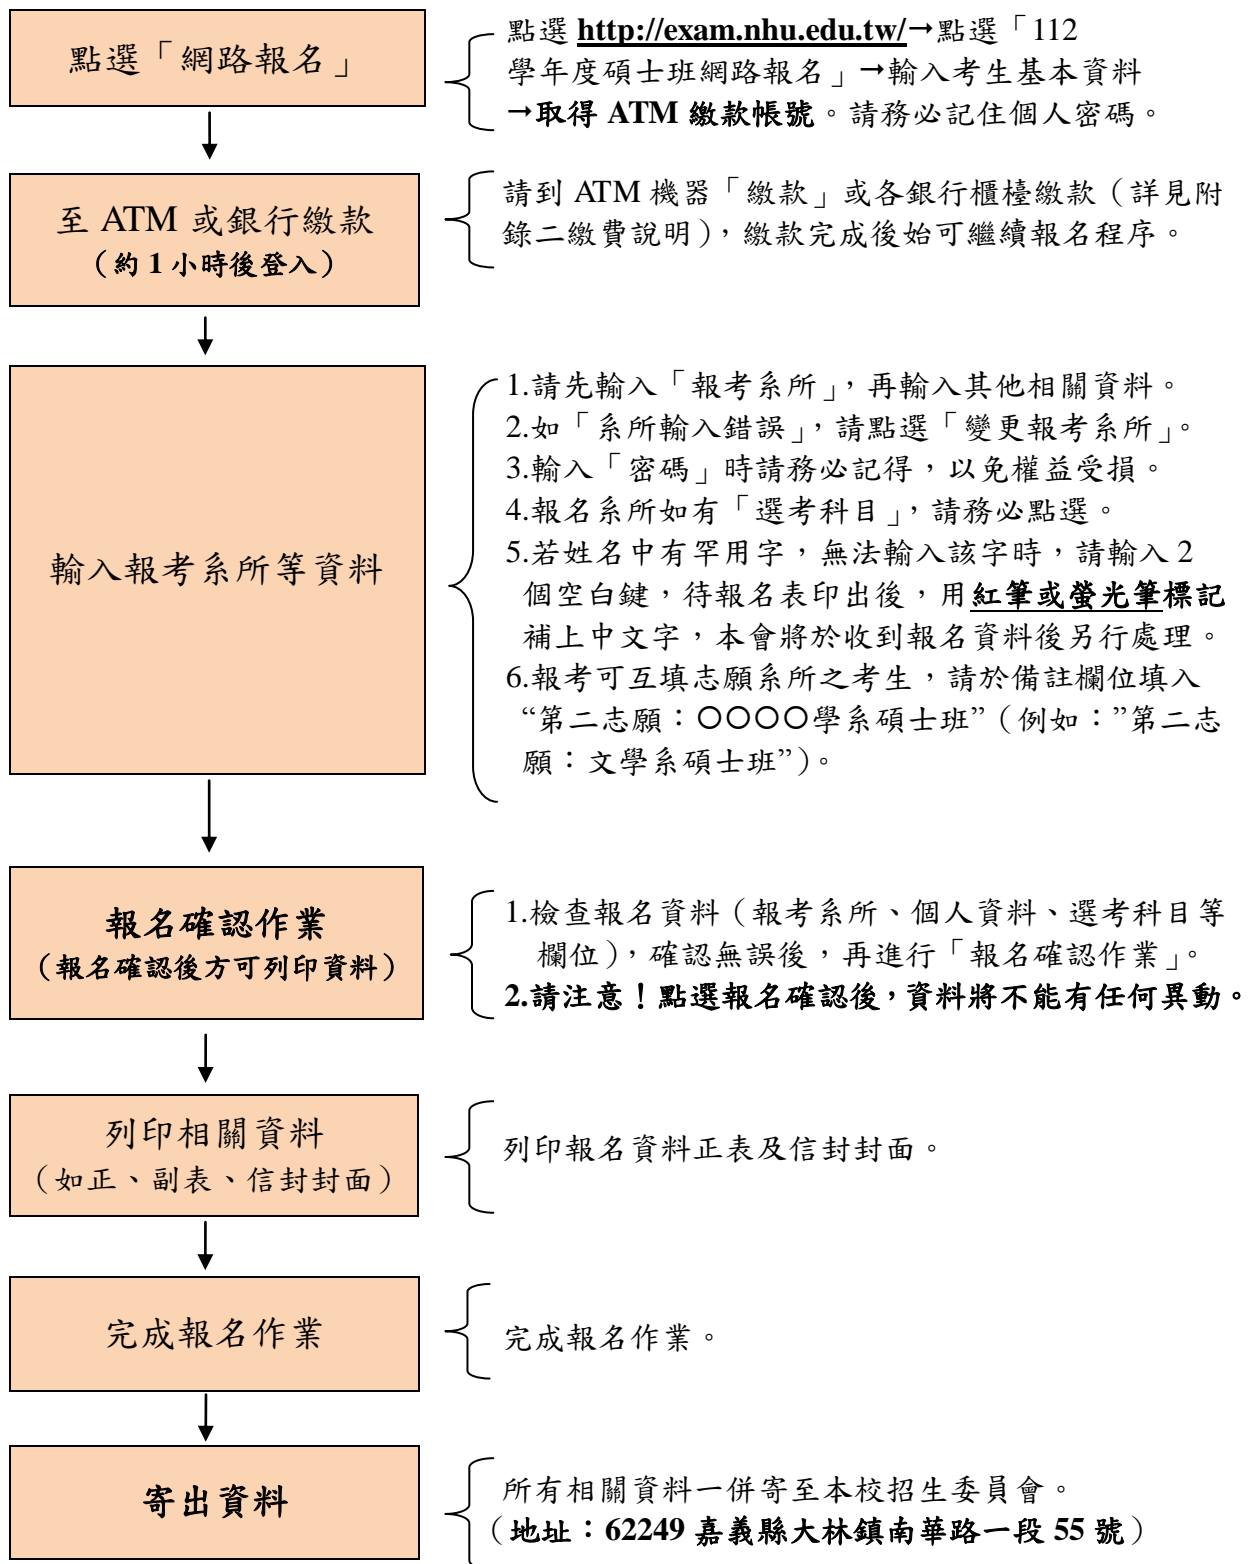 點選「網路報名」
點選 http://exam.nhu.edu.tw/→點選「112
學年度碩士班網路報名」→輸入考生基本資料
→取得 ATM 繳款帳號。請務必記住個人密碼。
至 ATM 或銀行繳款
（約 1 小時後登入）
請到 ATM 機器「繳款」或各銀行櫃檯繳款（詳見附
錄二繳費說明），繳款完成後始可繼續報名程序。
輸入報考系所等資料
1.請先輸入「報考系所」，再輸入其他相關資料。
2.如「系所輸入錯誤」，請點選「變更報考系所」。
3.輸入「密碼」時請務必記得，以免權益受損。
4.報名系所如有「選考科目」，請務必點選。
5.若姓名中有罕用字，無法輸入該字時，請輸入 2
個空白鍵，待報名表印出後，用紅筆或螢光筆標記
補上中文字，本會將於收到報名資料後另行處理。
6.報考可互填志願系所之考生，請於備註欄位填入
“第二志願：○○○○學系碩士班”（例如：”第二志
願：文學系碩士班”）。
報名確認作業
（報名確認後方可列印資料）
1.檢查報名資料（報考系所、個人資料、選考科目等
欄位），確認無誤後，再進行「報名確認作業」。
2.請注意！點選報名確認後，資料將不能有任何異動。
列印相關資料
（如正、副表、信封封面）
列印報名資料正表及信封封面。
完成報名作業
完成報名作業。
寄出資料
所有相關資料一併寄至本校招生委員會。
（地址：62249 嘉義縣大林鎮南華路一段 55 號）